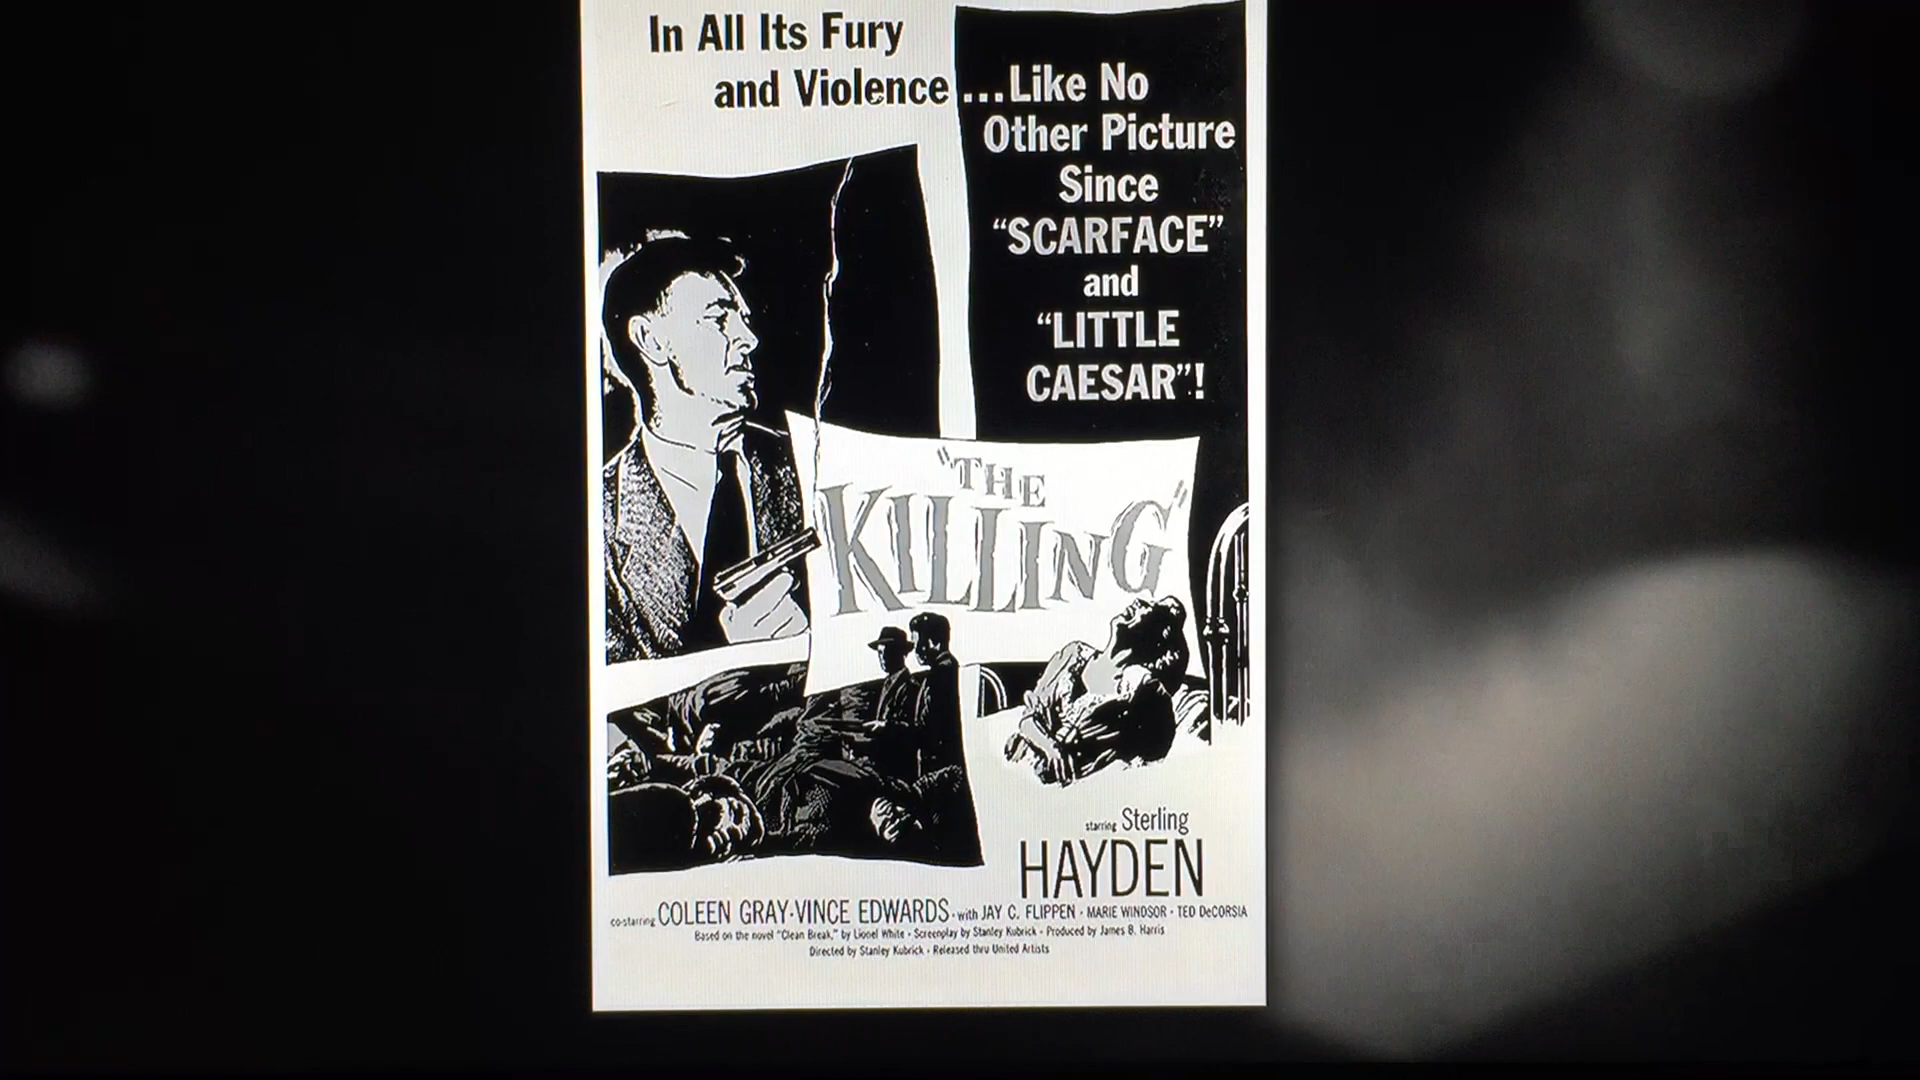 In All Its Fury
and Violence
...Like No
Other Picture
Since
“SCARFACE”
and
“LITTLE
CAESAR”!
"THE
KILLING"
starring Sterling
HAYDEN
co-starring COLEEN GRAY · VINCE EDWARDS · with JAY C. FLIPPEN · MARIE WINDSOR · TED DeCORSIA
Based on the novel "Clean Break," by Lionel White · Screenplay by Stanley Kubrick · Produced by James B. Harris
Directed by Stanley Kubrick · Released thru United Artists